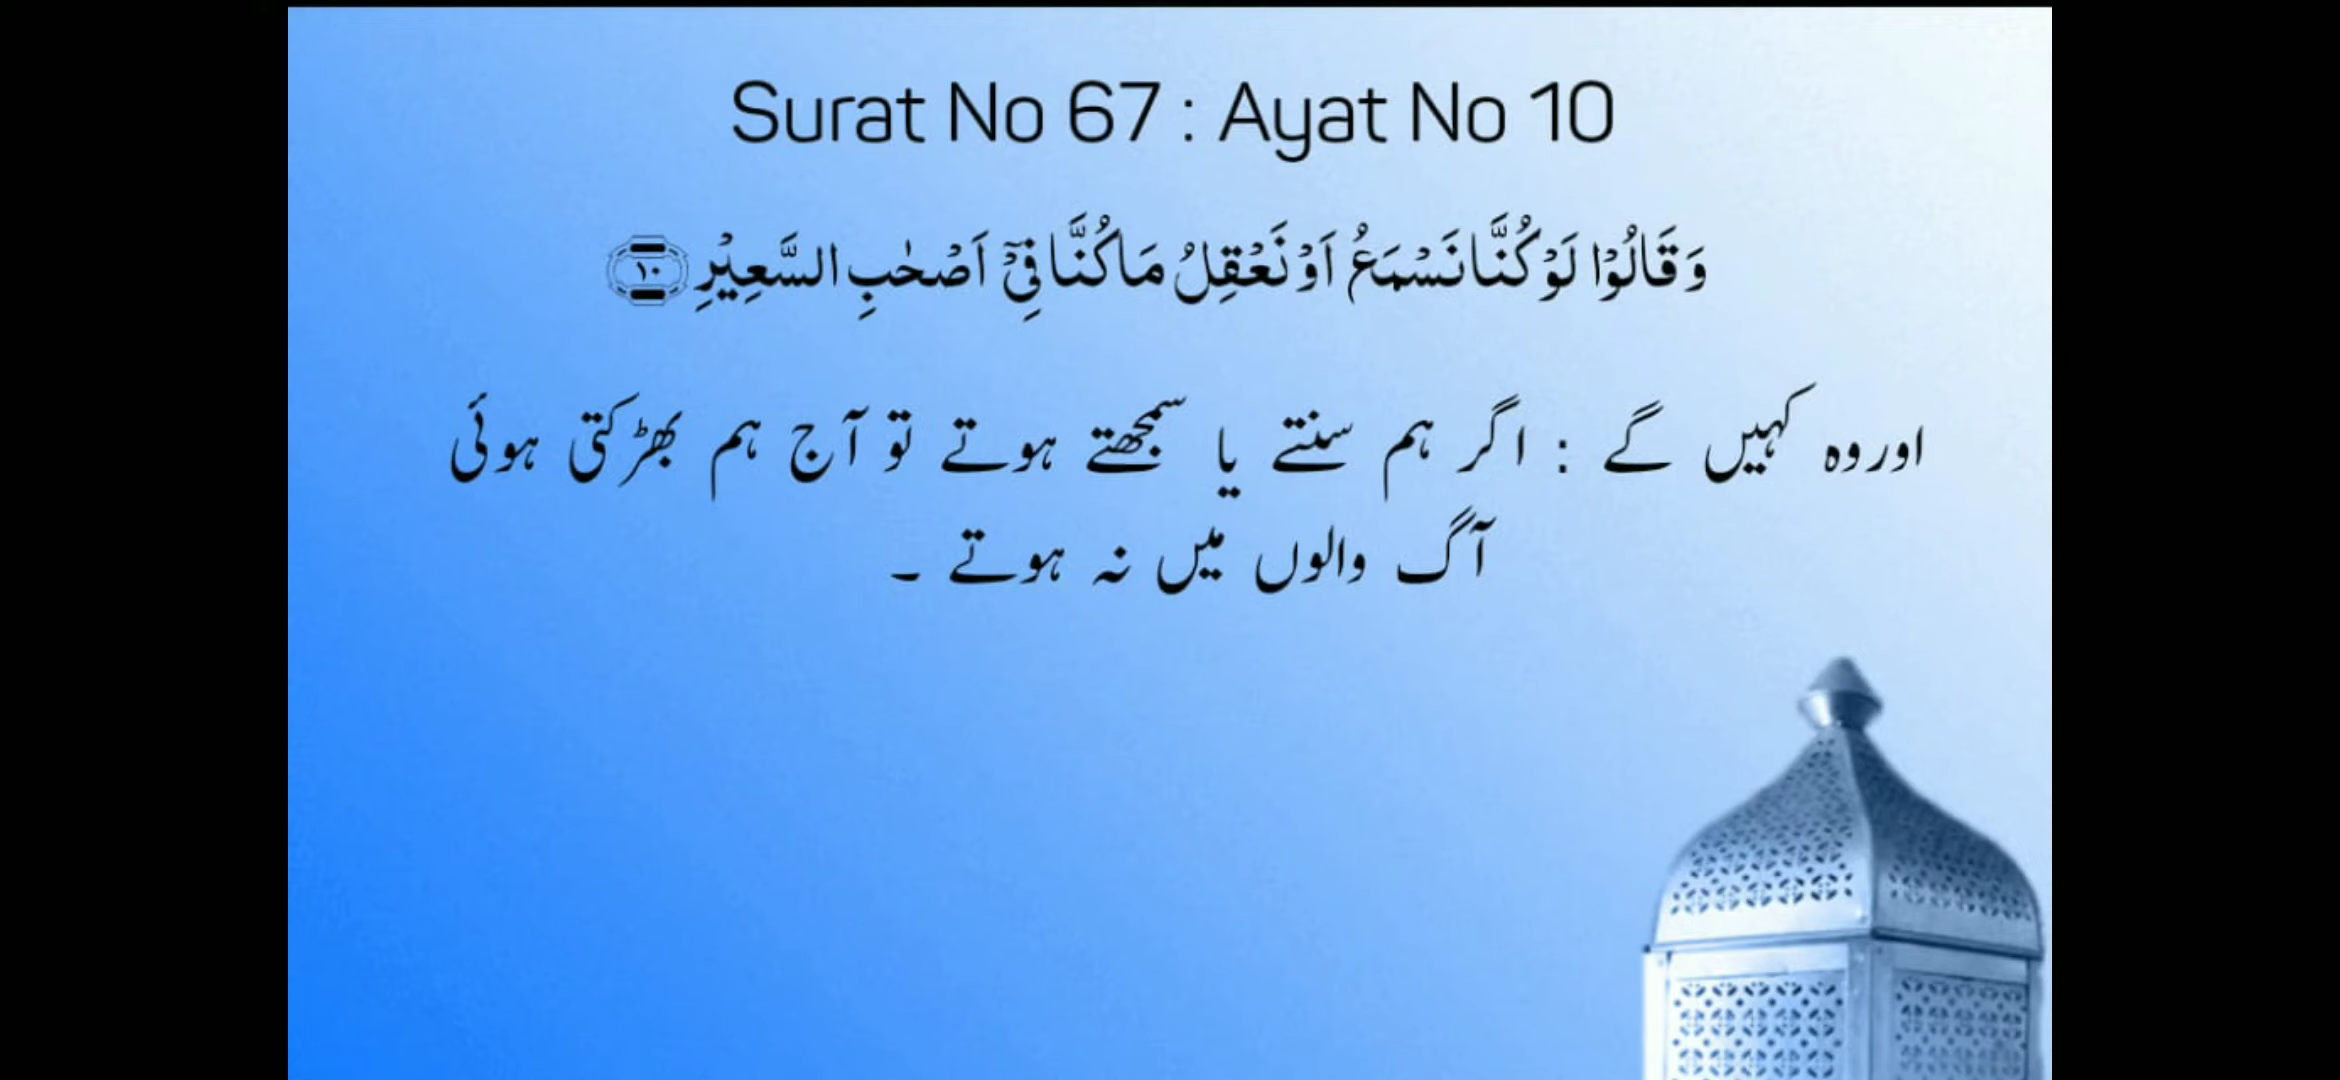 Surat No 67 : Ayat No 10
وَ قَالُوۡا لَوۡ كُنَّا نَسۡمَعُ اَوۡ نَعۡقِلُ مَا كُنَّا فِىۡۤ اَصۡحٰبِ السَّعِيۡرِ ﴿۱۰﴾
اور وہ کہیں گے : اگر ہم سنتے یا سمجھتے ہوتے تو آج ہم بھڑکتی ہوئی
آگ والوں میں نہ ہوتے ۔